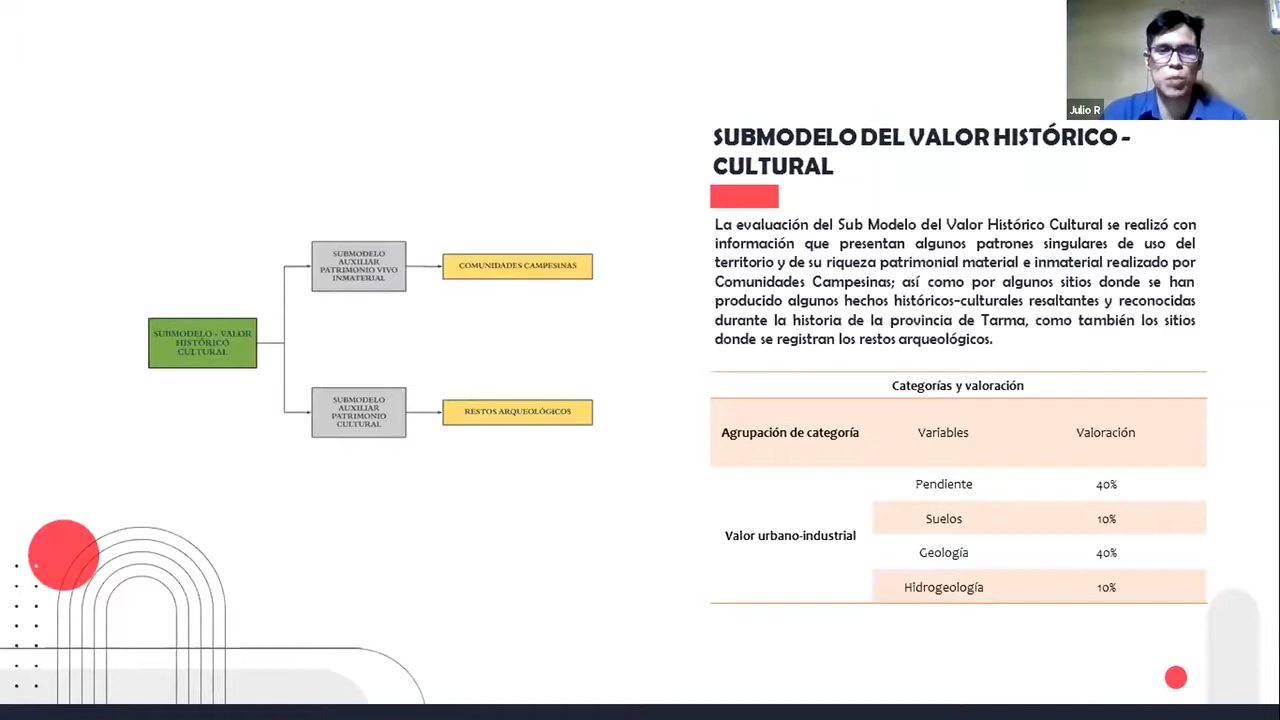 Julio R
SUBMODELO DEL VALOR HISTÓRICO -
CULTURAL
La evaluación del Sub Modelo del Valor Histórico Cultural se realizó con
información que presentan algunos patrones singulares de uso del
territorio y de su riqueza patrimonial material e inmaterial realizado por
Comunidades Campesinas; así como por algunos sitios donde se han
producido algunos hechos históricos-culturales resaltantes y reconocidas
durante la historia de la provincia de Tarma, como también los sitios
donde se registran los restos arqueológicos.
SUBMODELO
AUXILIAR
PATRIMONIO VIVO
INMATERIAL
COMUNIDADES CAMPESINAS
SUBMODELO - VALOR
HISTÓRICO
CULTURAL
SUBMODELO
AUXILIAR
PATRIMONIO
CULTURAL
RESTOS ARQUEOLÓGICOS
Categorías y valoración
Agrupación de categoría Variables Valoración
Pendiente 40%
Suelos 10%
Valor urbano-industrial
Geología 40%
Hidrogeología 10%